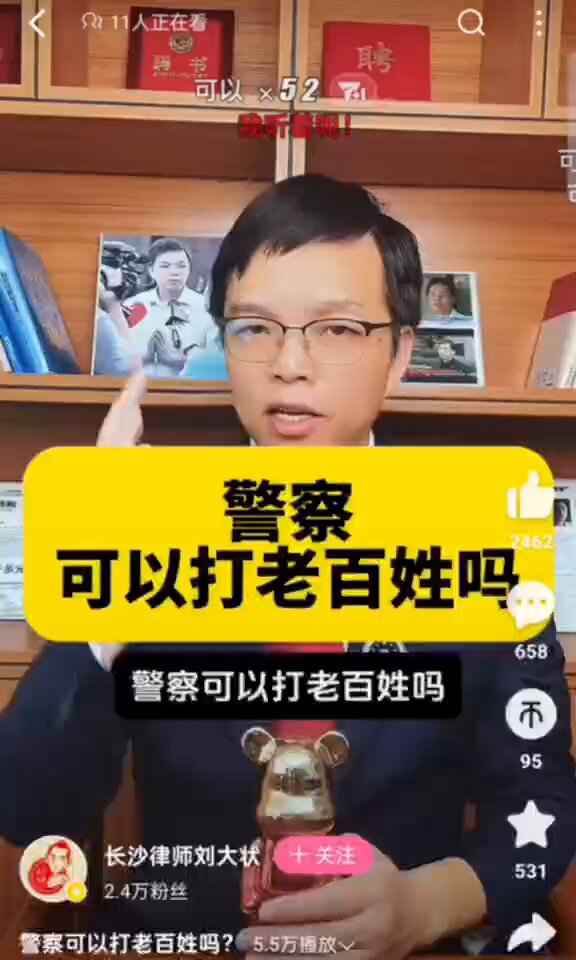 11人正在看
聘书
聘
可以 ×52 +1
我听着呢!
可
警察
可以打老百姓吗
2462
警察可以打老百姓吗
658
95
长沙律师刘大状
+ 关注
2.4万粉丝
531
警察可以打老百姓吗? 5.5万播放